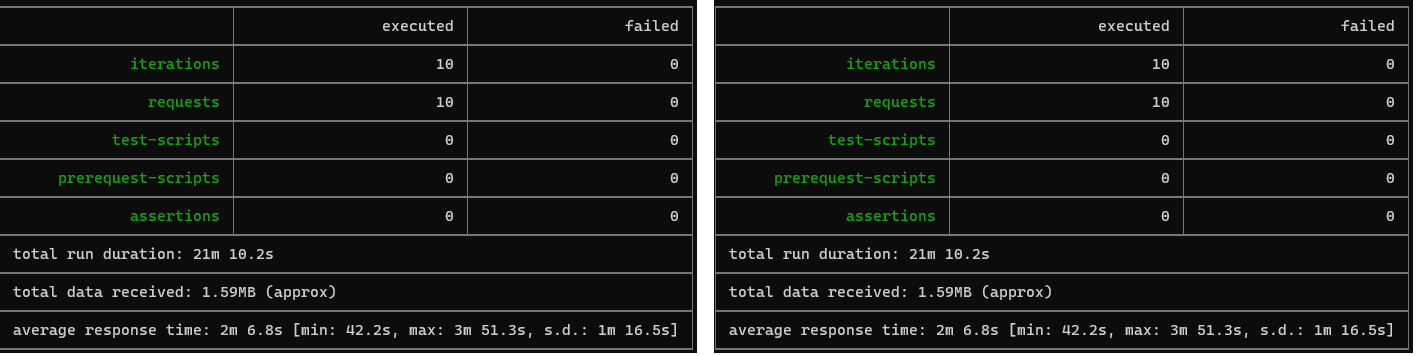 executed failed
iterations 10 0
requests 10 0
test-scripts 0 0
prerequest-scripts 0 0
assertions 0 0
total run duration: 21m 10.2s
total data received: 1.59MB (approx)
average response time: 2m 6.8s [min: 42.2s, max: 3m 51.3s, s.d.: 1m 16.5s]
executed failed
iterations 10 0
requests 10 0
test-scripts 0 0
prerequest-scripts 0 0
assertions 0 0
total run duration: 21m 10.2s
total data received: 1.59MB (approx)
average response time: 2m 6.8s [min: 42.2s, max: 3m 51.3s, s.d.: 1m 16.5s]